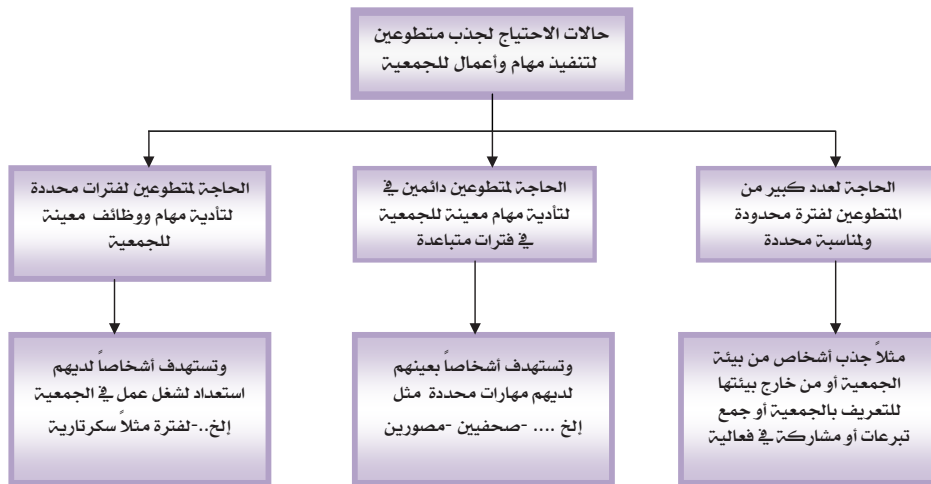 حالات الاحتياج لجذب متطوعين
لتنفيذ مهام وأعمال للجمعية
الحاجة لعدد كبير من
المتطوعين لفترة محدودة
ولمناسبة محددة
الحاجة لمتطوعين دائمين في
لتأدية مهام معينة للجمعية
في فترات متباعدة
الحاجة لمتطوعين لفترات محددة
لتأدية مهام ووظائف معينة
للجمعية
مثلاً جذب أشخاص من بيئة
الجمعية أو من خارج بيئتها
للتعريف بالجمعية أو جمع
تبرعات أو مشاركة في فعالية
وتستهدف أشخاصاً بعينهم
لديهم مهارات محددة مثل
إلخ .... -صحفيين -مصورين
وتستهدف أشخاصاً لديهم
استعداد لشغل عمل في الجمعية
إلخ..-لفترة مثلاً سكرتارية